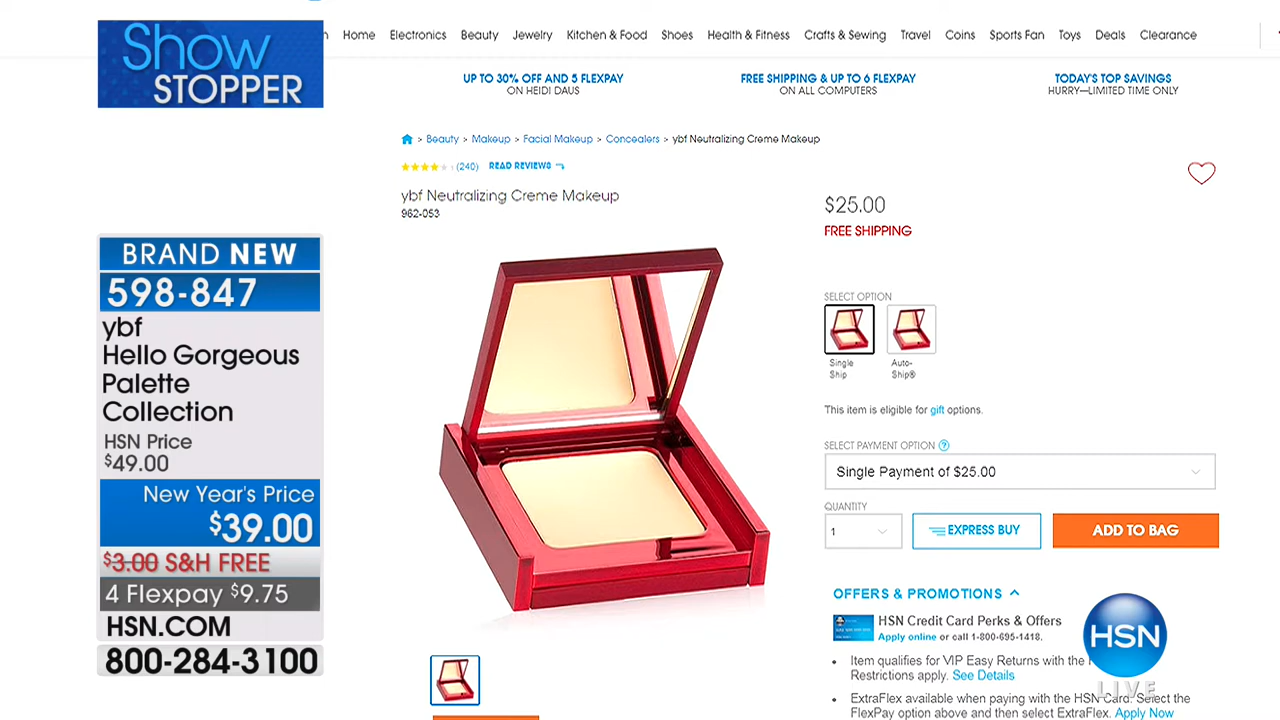 Show
STOPPER
Home Electronics Beauty Jewelry Kitchen & Food Shoes Health & Fitness Crafts & Sewing Travel Coins Sports Fan Toys Deals Clearance
UP TO 30% OFF AND 5 FLEXPAY
ON HEIDI DAUS
FREE SHIPPING & UP TO 6 FLEXPAY
ON ALL COMPUTERS
TODAY'S TOP SAVINGS
HURRY—LIMITED TIME ONLY
> Beauty > Makeup > Facial Makeup > Concealers > ybf Neutralizing Creme Makeup
(240) READ REVIEWS
ybf Neutralizing Creme Makeup
962-053
$25.00
FREE SHIPPING
SELECT OPTION
Single
Ship
Auto-
Ship®
This item is eligible for gift options.
SELECT PAYMENT OPTION ?
Single Payment of $25.00
QUANTITY
1
EXPRESS BUY
ADD TO BAG
OFFERS & PROMOTIONS
HSN Credit Card Perks & Offers
Apply online or call 1-800-695-1418.
Item qualifies for VIP Easy Returns with the
Restrictions apply. See Details
ExtraFlex available when paying with the HSN Card. Select the
FlexPay option above and then select ExtraFlex. Apply Now
BRAND NEW
598-847
ybf
Hello Gorgeous
Palette
Collection
HSN Price
$49.00
New Year's Price
$39.00
$3.00 S&H FREE
4 Flexpay $9.75
HSN.COM
800-284-3100
HSN
LIVE